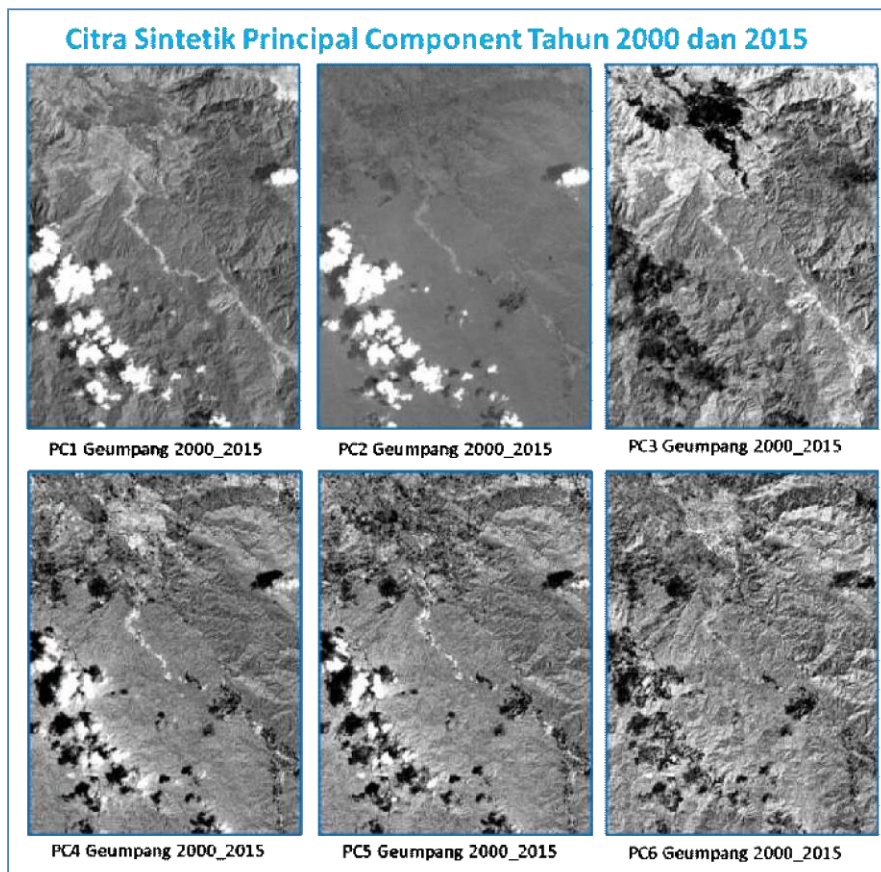 Citra Sintetik Principal Component Tahun 2000 dan 2015
PC1 Geumpang 2000_2015
PC2 Geumpang 2000_2015
PC3 Geumpang 2000_2015
PC4 Geumpang 2000_2015
PC5 Geumpang 2000_2015
PC6 Geumpang 2000_2015